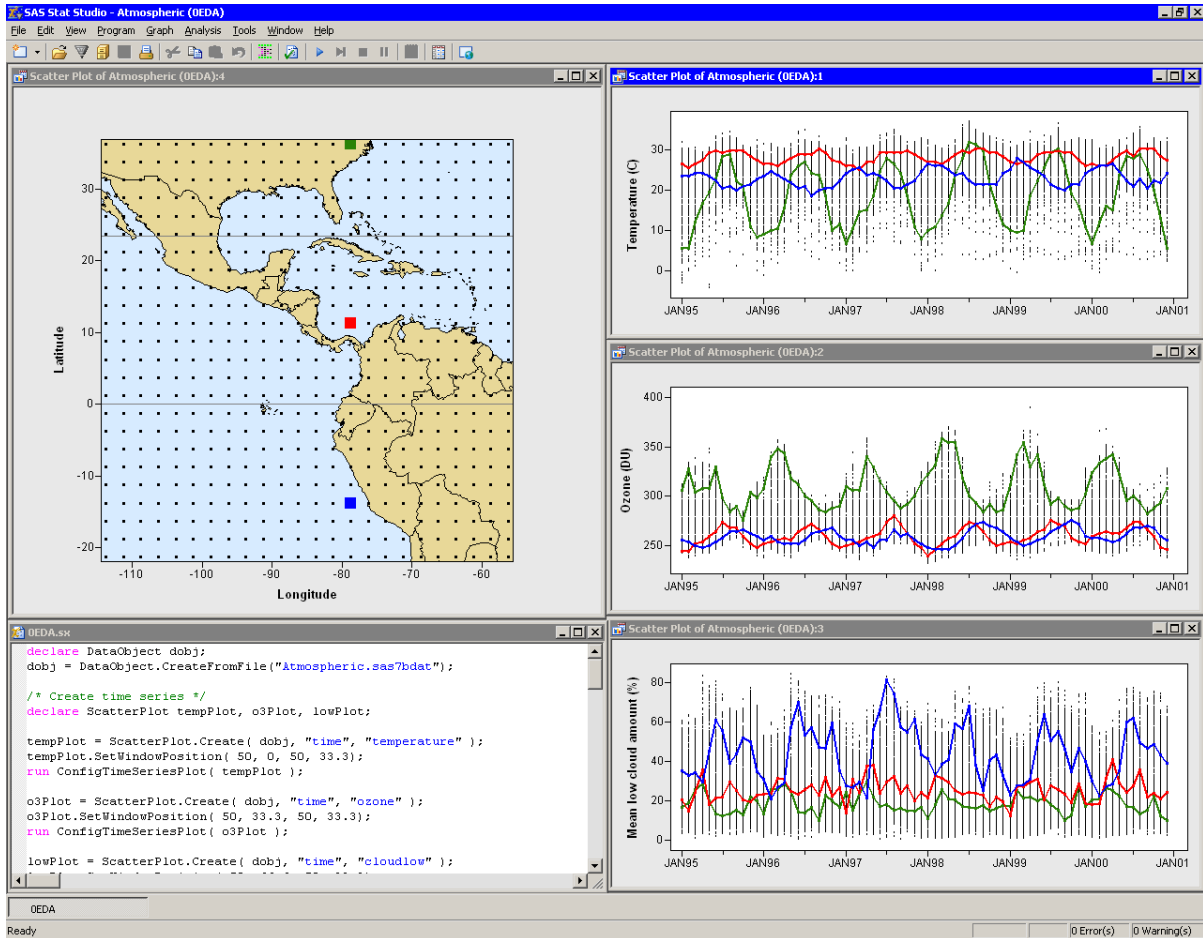 SAS Stat Studio - Atmospheric (0EDA)
File Edit View Program Graph Analysis Tools Window Help
Scatter Plot of Atmospheric (0EDA):4
Latitude
30
20
10
0
-10
-20
-110 -100 -90 -80 -70 -60
Longitude
0EDA.sx
declare DataObject dobj;
dobj = DataObject.CreateFromFile("Atmospheric.sas7bdat");
/* Create time series */
declare ScatterPlot tempPlot, o3Plot, lowPlot;
tempPlot = ScatterPlot.Create( dobj, "time", "temperature" );
tempPlot.SetWindowPosition( 50, 0, 50, 33.3);
run ConfigTimeSeriesPlot( tempPlot );
o3Plot = ScatterPlot.Create( dobj, "time", "ozone" );
o3Plot.SetWindowPosition( 50, 33.3, 50, 33.3);
run ConfigTimeSeriesPlot( o3Plot );
lowPlot = ScatterPlot.Create( dobj, "time", "cloudlow" );
Scatter Plot of Atmospheric (0EDA):1
Temperature (C)
30
20
10
0
JAN95 JAN96 JAN97 JAN98 JAN99 JAN00 JAN01
Scatter Plot of Atmospheric (0EDA):2
Ozone (DU)
400
350
300
250
JAN95 JAN96 JAN97 JAN98 JAN99 JAN00 JAN01
Scatter Plot of Atmospheric (0EDA):3
Mean low cloud amount (%)
80
60
40
20
0
JAN95 JAN96 JAN97 JAN98 JAN99 JAN00 JAN01
0EDA
Ready
0 Error(s) 0 Warning(s)